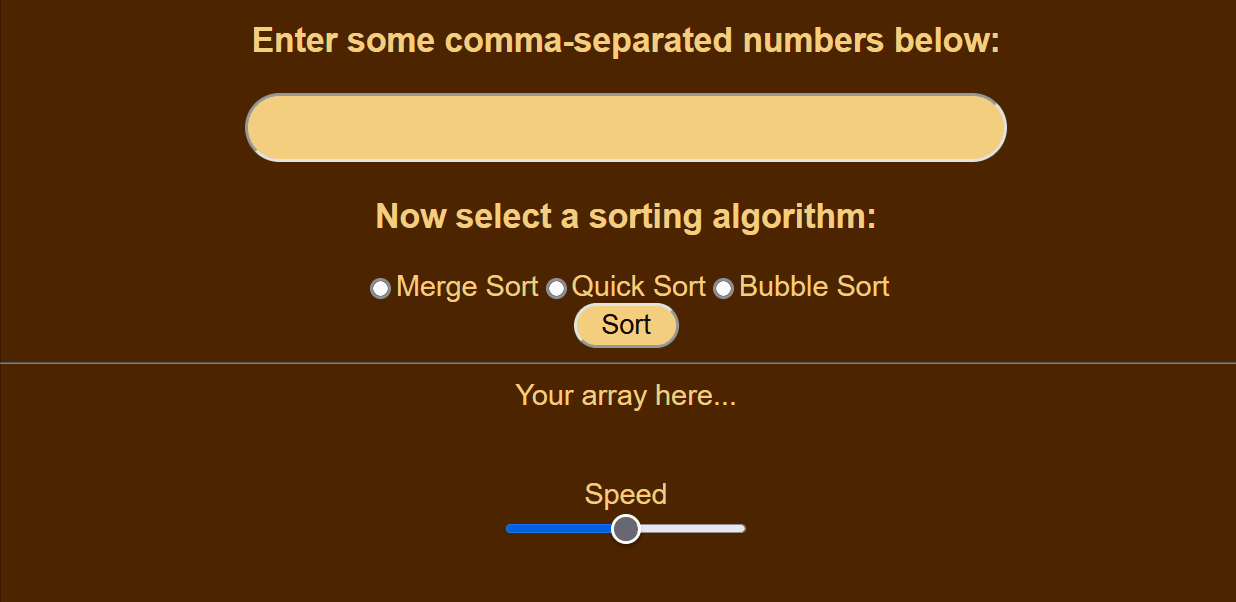 Enter some comma-separated numbers below:
Now select a sorting algorithm:
Merge Sort Quick Sort Bubble Sort
Sort
Your array here...
Speed